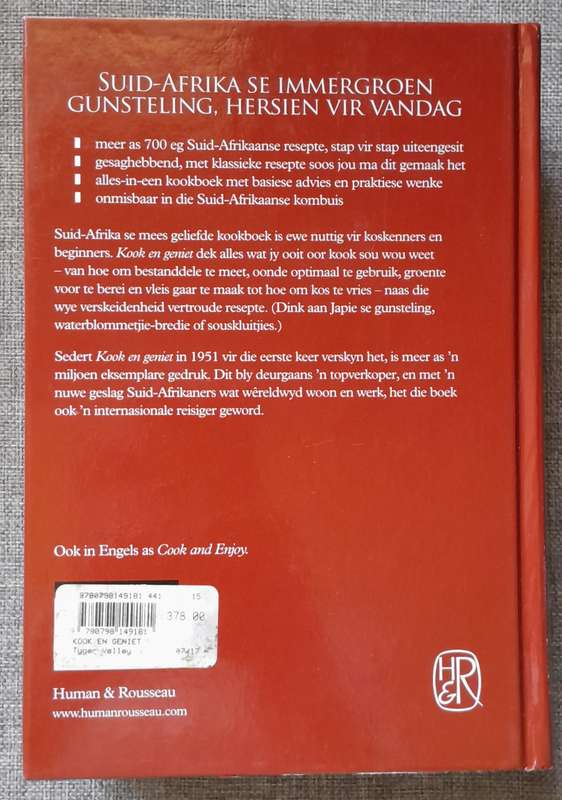 SUID-AFRIKA SE IMMERGROEN
GUNSTELING, HERSIEN VIR VANDAG
meer as 700 eg Suid-Afrikaanse resepte, stap vir stap uiteengesit
gesaghebbend, met klassieke resepte soos jou ma dit gemaak het
alles-in-een kookboek met basiese advies en praktiese wenke
onmisbaar in die Suid-Afrikaanse kombuis
Suid-Afrika se mees geliefde kookboek is ewe nuttig vir koskenners en
beginners. Kook en geniet dek alles wat jy ooit oor kook sou wou weet
– van hoe om bestanddele te meet, oonde optimaal te gebruik, groente
voor te berei en vleis gaar te maak tot hoe om kos te vries – naas die
wye verskeidenheid vertroude resepte. (Dink aan Japie se gunsteling,
waterblommetjie-bredie of souskluitjies.)
Sedert Kook en geniet in 1951 vir die eerste keer verskyn het, is meer as 'n
miljoen eksemplare gedruk. Dit bly deurgaans 'n topverkoper, en met 'n
nuwe geslag Suid-Afrikaners wat wêreldwyd woon en werk, het die boek
ook 'n internasionale reisiger geword.
Ook in Engels as Cook and Enjoy.
9780798149181 441 15
378.00
9 780798 149181
KOOK EN GENIET
Tyger Valley 07.17
Human & Rousseau
www.humanrousseau.com
H&R